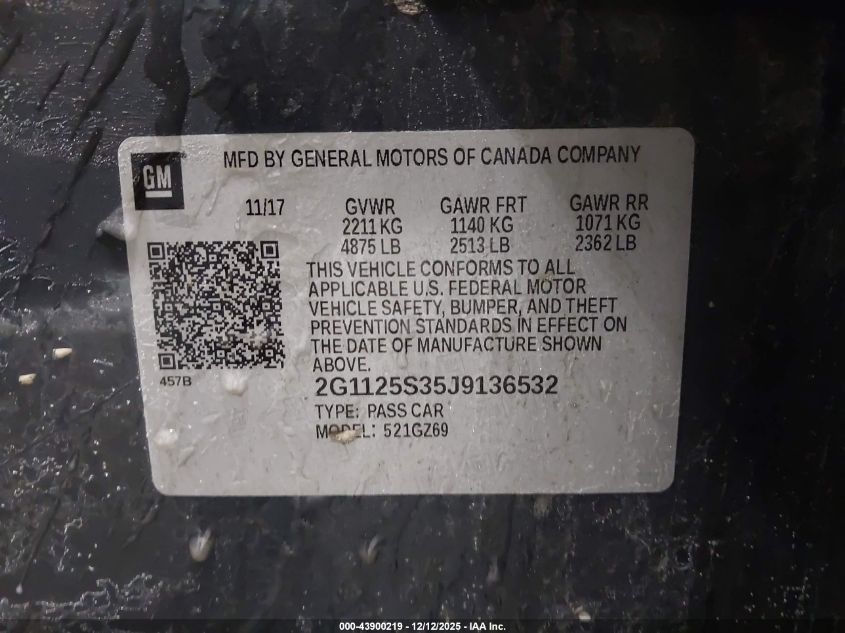 MFD BY GENERAL MOTORS OF CANADA COMPANY
GM
11/17 GVWR GAWR FRT GAWR RR
2211 KG 1140 KG 1071 KG
4875 LB 2513 LB 2362 LB
THIS VEHICLE CONFORMS TO ALL
APPLICABLE U.S. FEDERAL MOTOR
VEHICLE SAFETY, BUMPER, AND THEFT
PREVENTION STANDARDS IN EFFECT ON
THE DATE OF MANUFACTURE SHOWN
ABOVE.
457B
2G1125S35J9136532
TYPE: PASS CAR
MODEL: 521GZ69
000-43900219 - 12/12/2025 - IAA Inc.